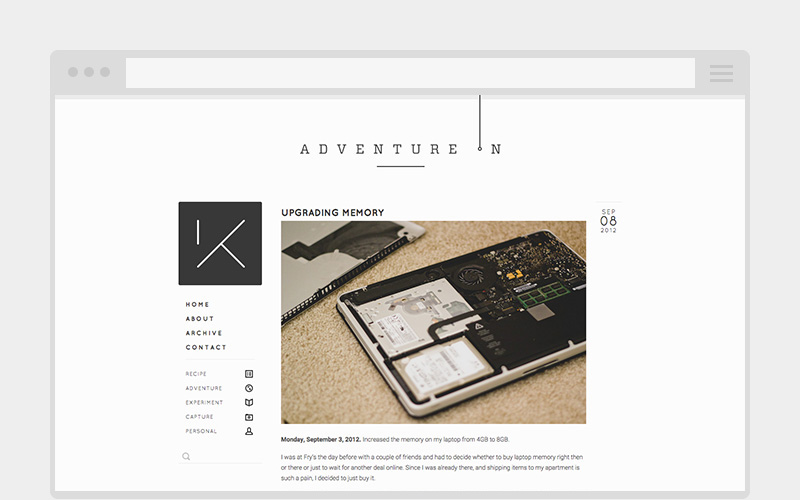 ADVENTURE ON
UPGRADING MEMORY
SEP
08
2012
K
HOME
ABOUT
ARCHIVE
CONTACT
RECIPE
ADVENTURE
EXPERIMENT
CAPTURE
PERSONAL
Monday, September 3, 2012. Increased the memory on my laptop from 4GB to 8GB.
I was at Fry's the day before with a couple of friends and had to decide whether to buy laptop memory right then
or there or just to wait for another deal online. Since I was already there, and shipping items to my apartment is
such a pain, I decided to just buy it.